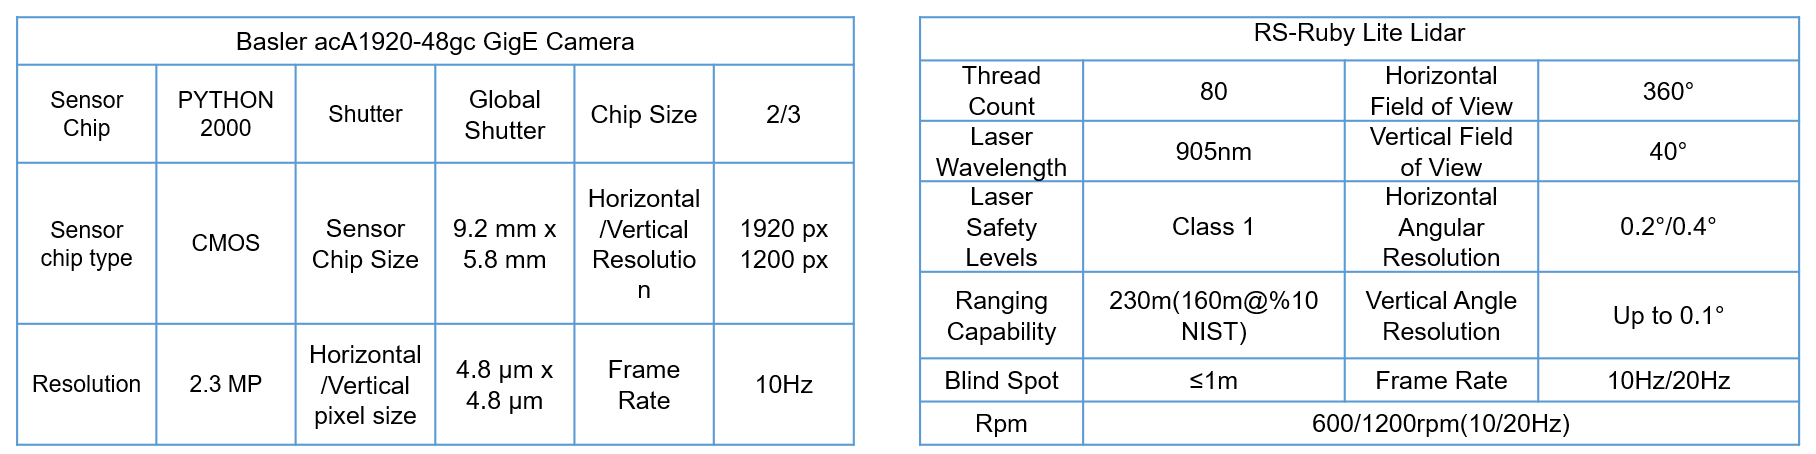 Basler acA1920-48gc GigE Camera
Sensor
Chip
PYTHON
2000
Shutter
Global
Shutter
Chip Size
2/3
Sensor
chip type
CMOS
Sensor
Chip Size
9.2 mm x
5.8 mm
Horizontal
/Vertical
Resolutio
n
1920 px
1200 px
Resolution
2.3 MP
Horizontal
/Vertical
pixel size
4.8 µm x
4.8 µm
Frame
Rate
10Hz
RS-Ruby Lite Lidar
Thread
Count
80
Horizontal
Field of View
360°
Laser
Wavelength
905nm
Vertical Field
of View
40°
Laser
Safety
Levels
Class 1
Horizontal
Angular
Resolution
0.2°/0.4°
Ranging
Capability
230m(160m@%10
NIST)
Vertical Angle
Resolution
Up to 0.1°
Blind Spot
≤1m
Frame Rate
10Hz/20Hz
Rpm
600/1200rpm(10/20Hz)